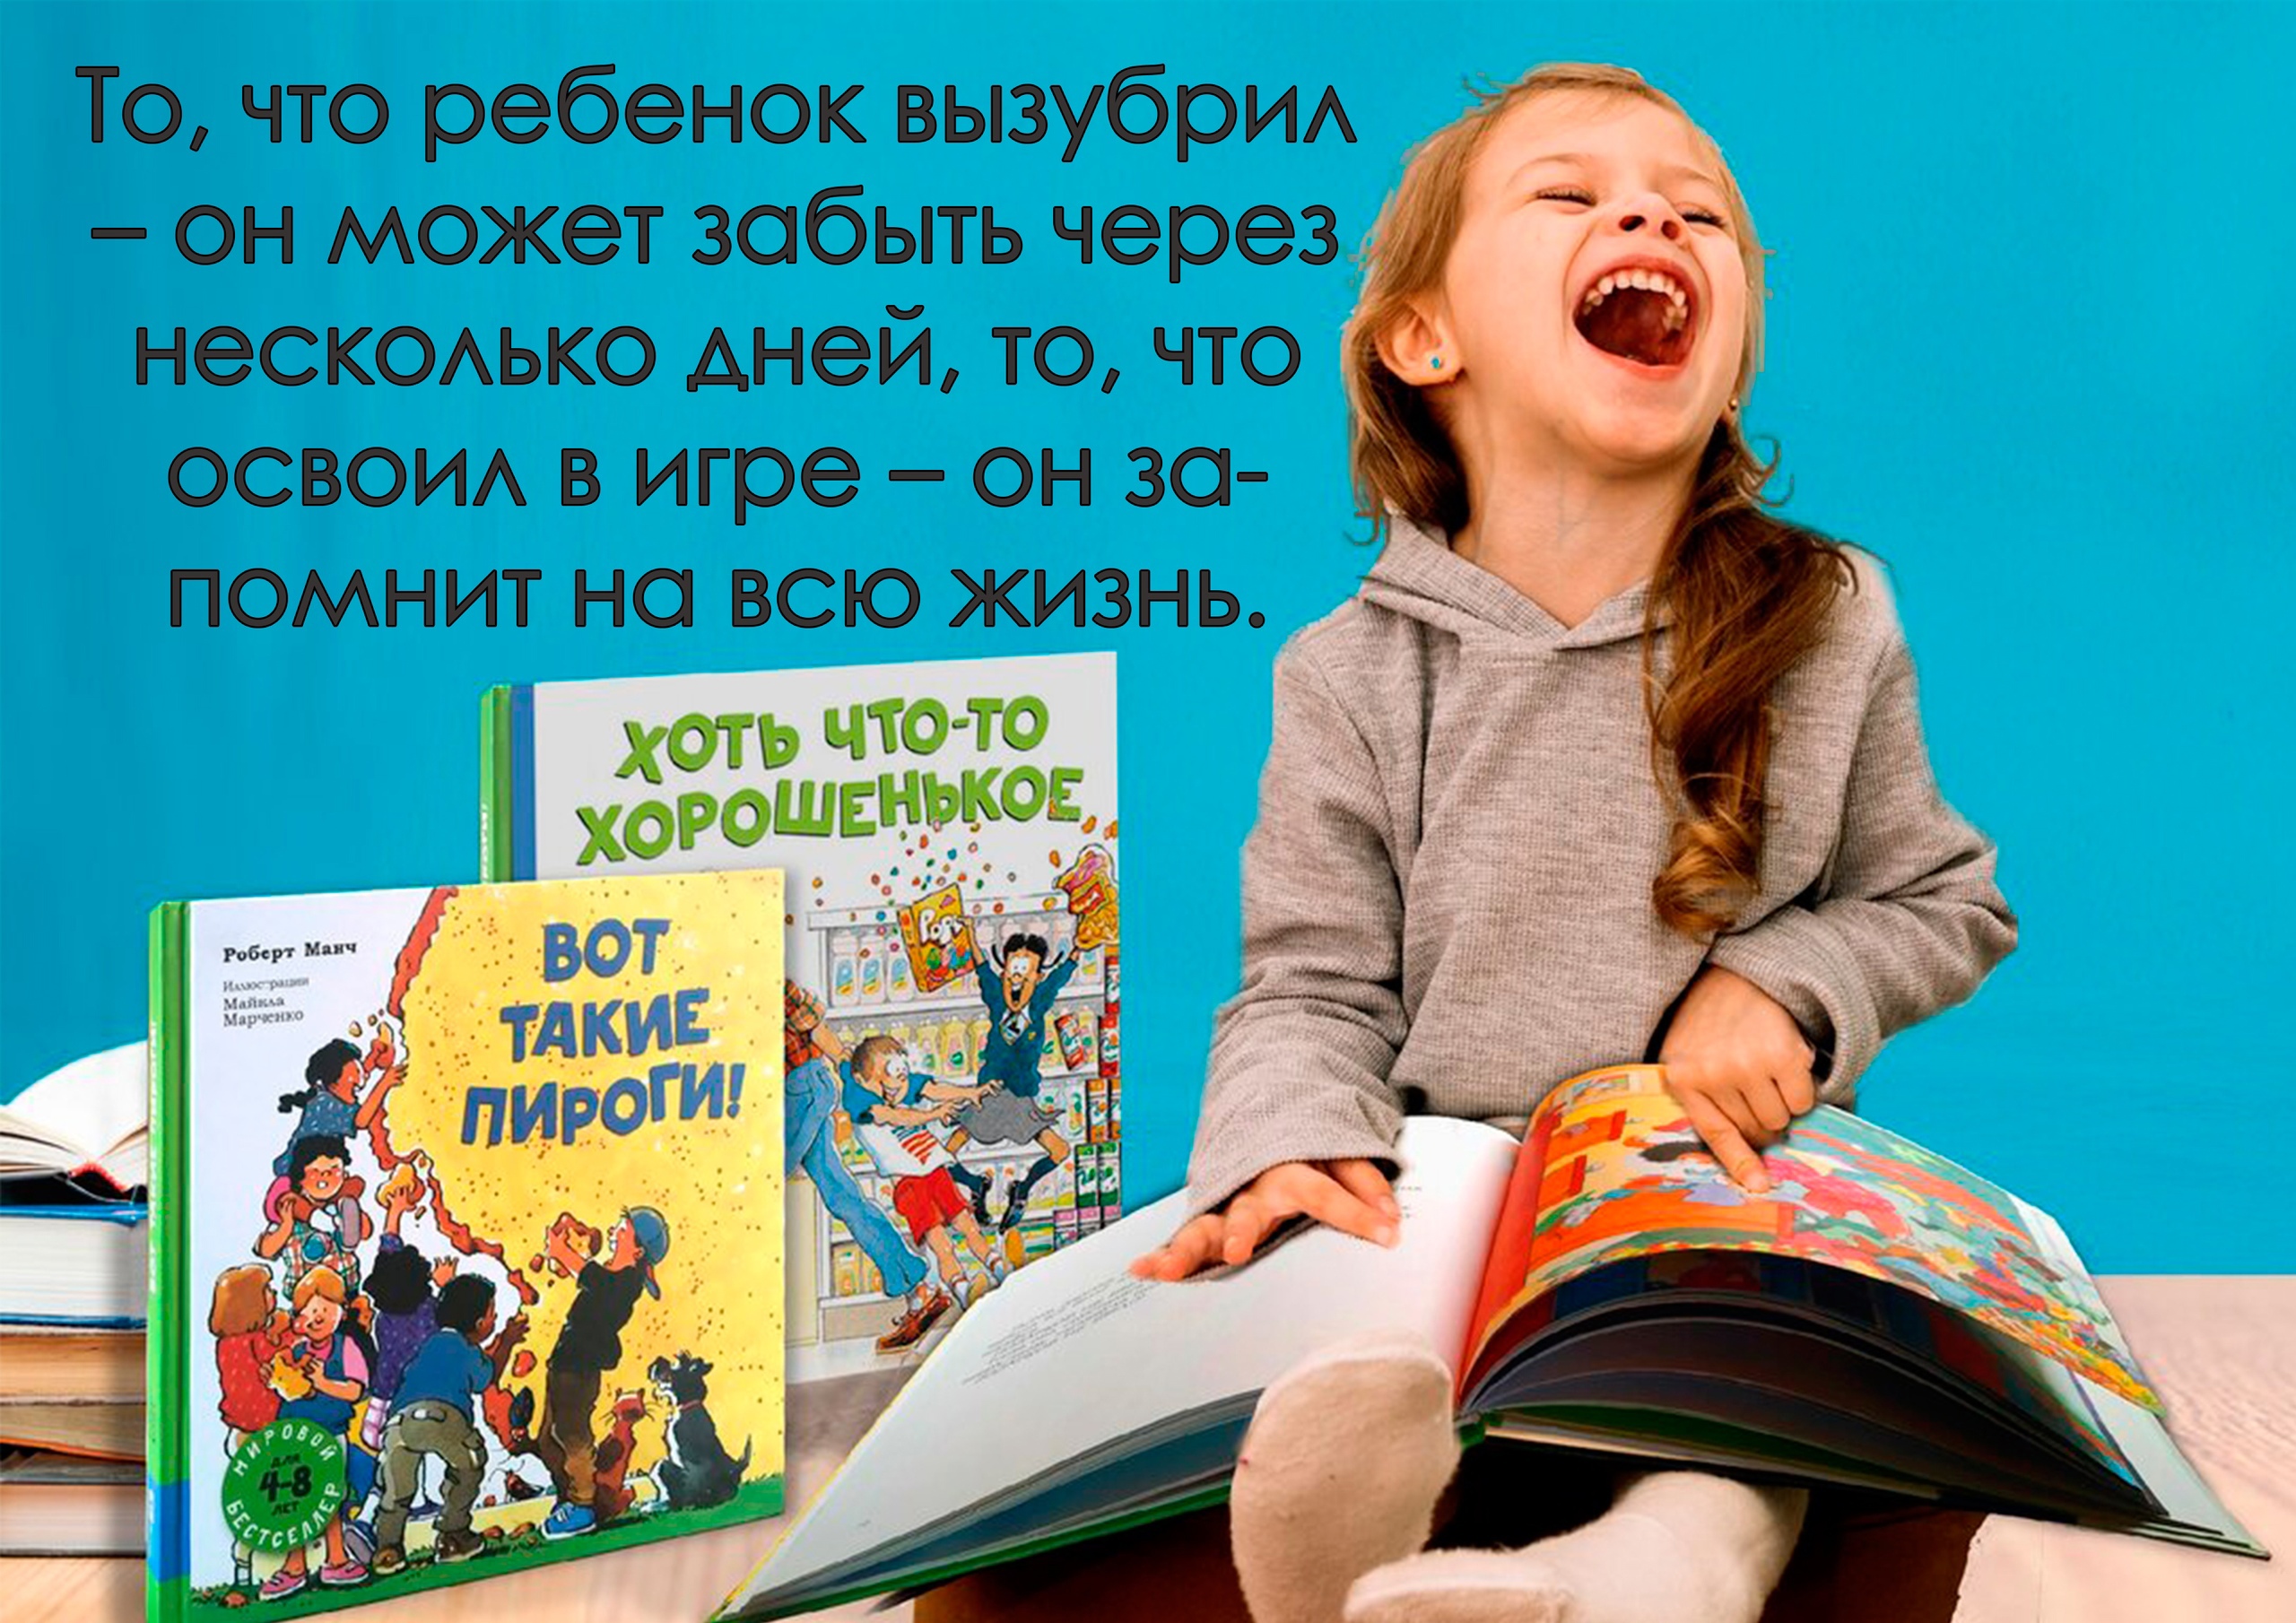 То, что ребенок вызубрил
– он может забыть через
несколько дней, то, что
освоил в игре – он за-
помнит на всю жизнь.
ХОТЬ ЧТО-ТО
ХОРОШЕНЬКОЕ
Роберт Манч
Иллюстрации
Майкла
Марченко
ВОТ
ТАКИЕ
ПИРОГИ!
МИРОВОЙ
ДЛЯ
4-8
ЛЕТ
БЕСТСЕЛЛЕР